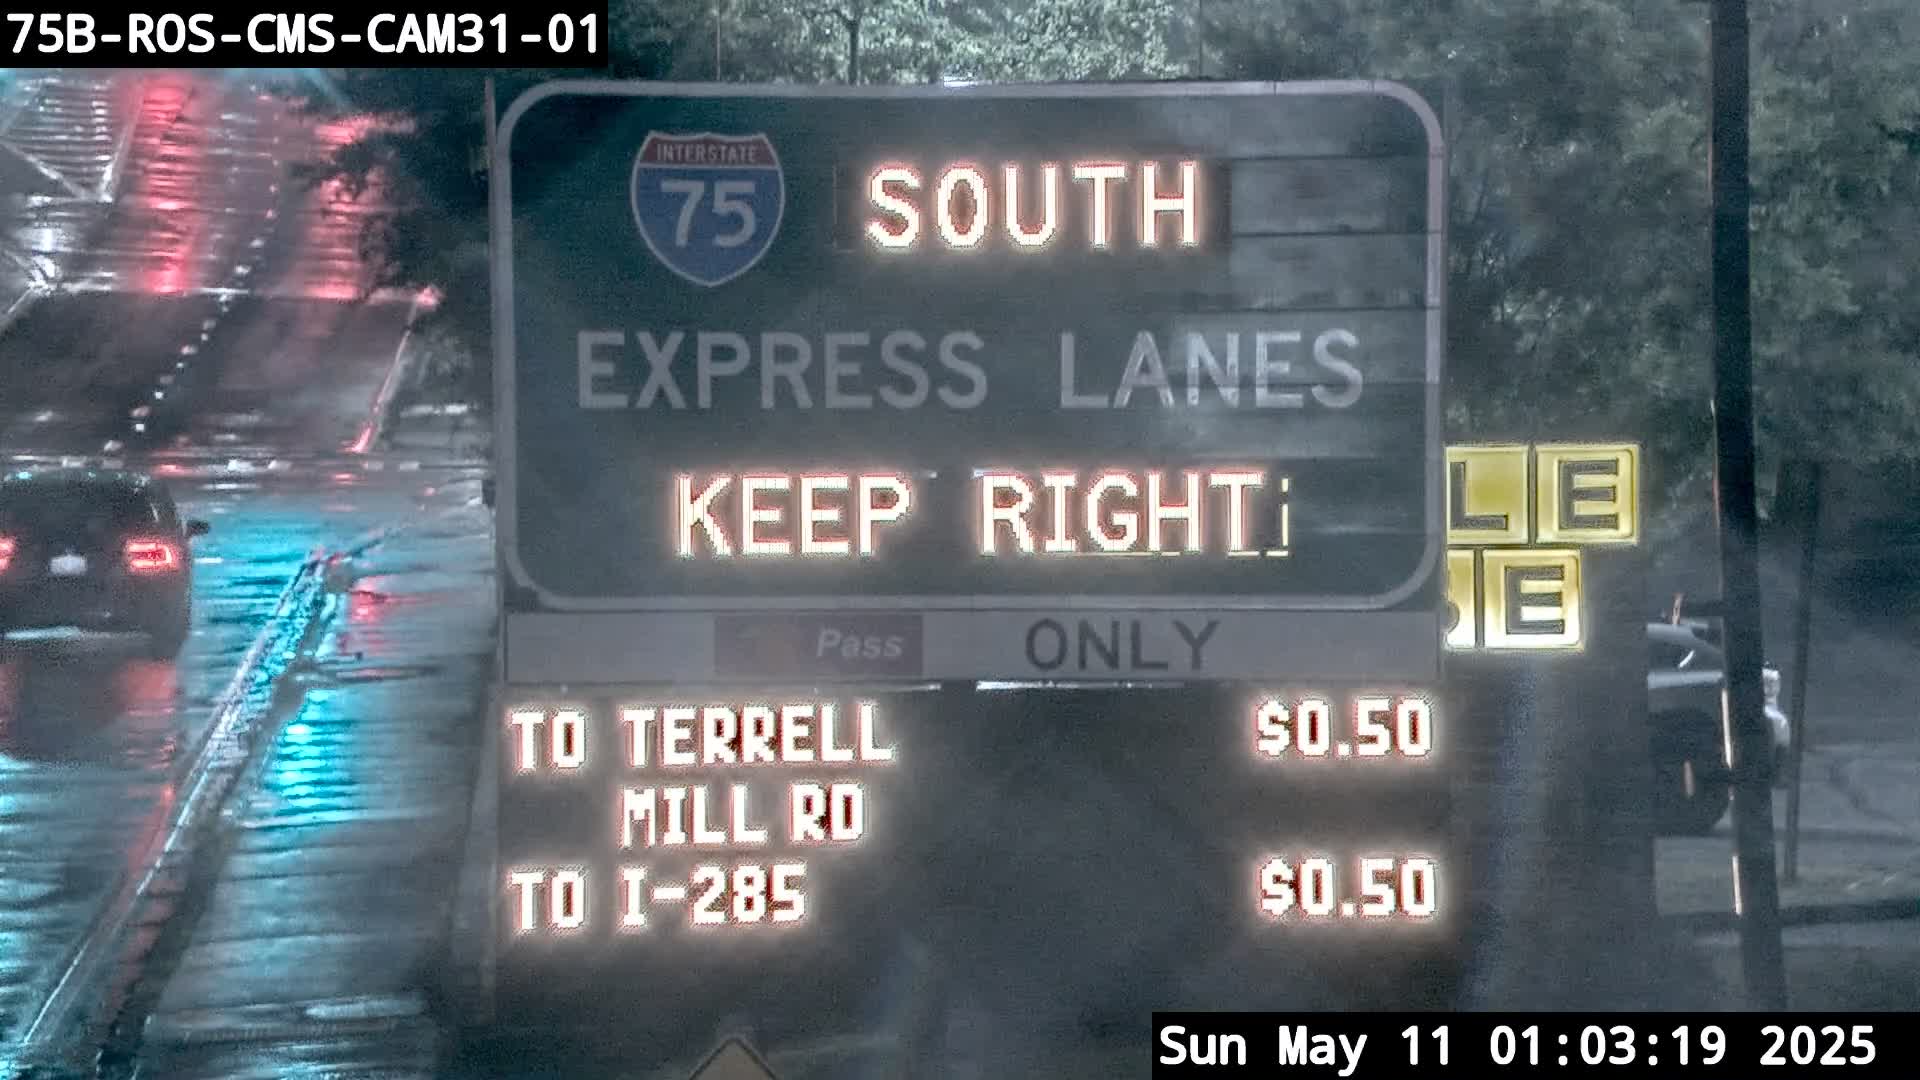 75B-ROS-CMS-CAM31-01
INTERSTATE
75
SOUTH
EXPRESS LANES
KEEP RIGHT
Pass ONLY
TO TERRELL $0.50
MILL RD
TO I-285 $0.50
LE
E
Sun May 11 01:03:19 2025